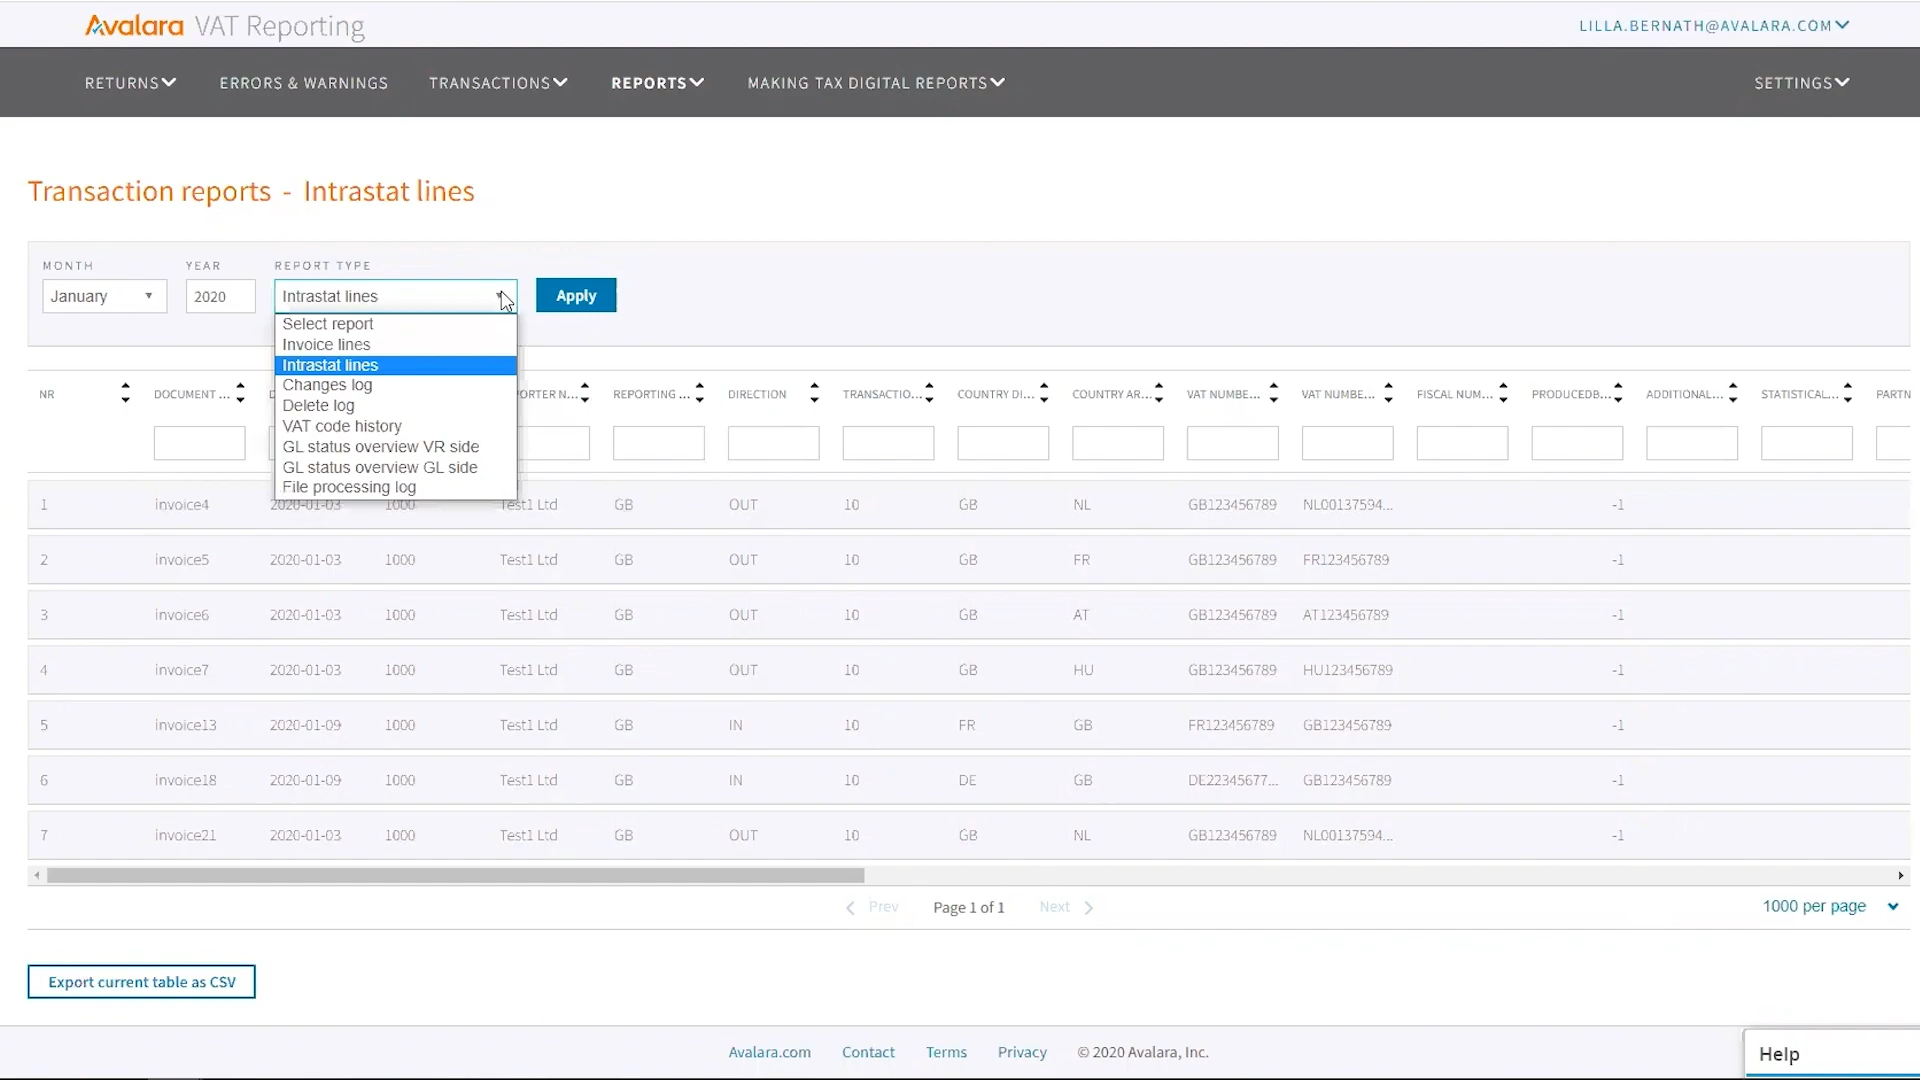 Avalara VAT Reporting
LILLA.BERNATH@AVALARA.COM
RETURNS ERRORS & WARNINGS TRANSACTIONS REPORTS MAKING TAX DIGITAL REPORTS SETTINGS
Transaction reports - Intrastat lines
MONTH YEAR REPORT TYPE
January 2020 Intrastat lines Apply
Select report
Invoice lines
Intrastat lines
Changes log
Delete log
VAT code history
GL status overview VR side
GL status overview GL side
File processing log
NR DOCUMENT ... ORTER N... REPORTING ... DIRECTION TRANSACTIO... COUNTRY DI... COUNTRY AR... VAT NUMBE... VAT NUMBE... FISCAL NUM... PRODUCEDB... ADDITIONAL... STATISTICAL... PARTN
1 invoice4 2020-01-03 1000 Test1 Ltd GB OUT 10 GB NL GB123456789 NL00137594... -1
2 invoice5 2020-01-03 1000 Test1 Ltd GB OUT 10 GB FR GB123456789 FR123456789 -1
3 invoice6 2020-01-03 1000 Test1 Ltd GB OUT 10 GB AT GB123456789 AT123456789 -1
4 invoice7 2020-01-03 1000 Test1 Ltd GB OUT 10 GB HU GB123456789 HU123456789 -1
5 invoice13 2020-01-09 1000 Test1 Ltd GB IN 10 FR GB FR123456789 GB123456789 -1
6 invoice18 2020-01-09 1000 Test1 Ltd GB IN 10 DE GB DE22345677... GB123456789 -1
7 invoice21 2020-01-03 1000 Test1 Ltd GB OUT 10 GB NL GB123456789 NL00137594... -1
Prev Page 1 of 1 Next 1000 per page
Export current table as CSV
Avalara.com Contact Terms Privacy © 2020 Avalara, Inc.
Help